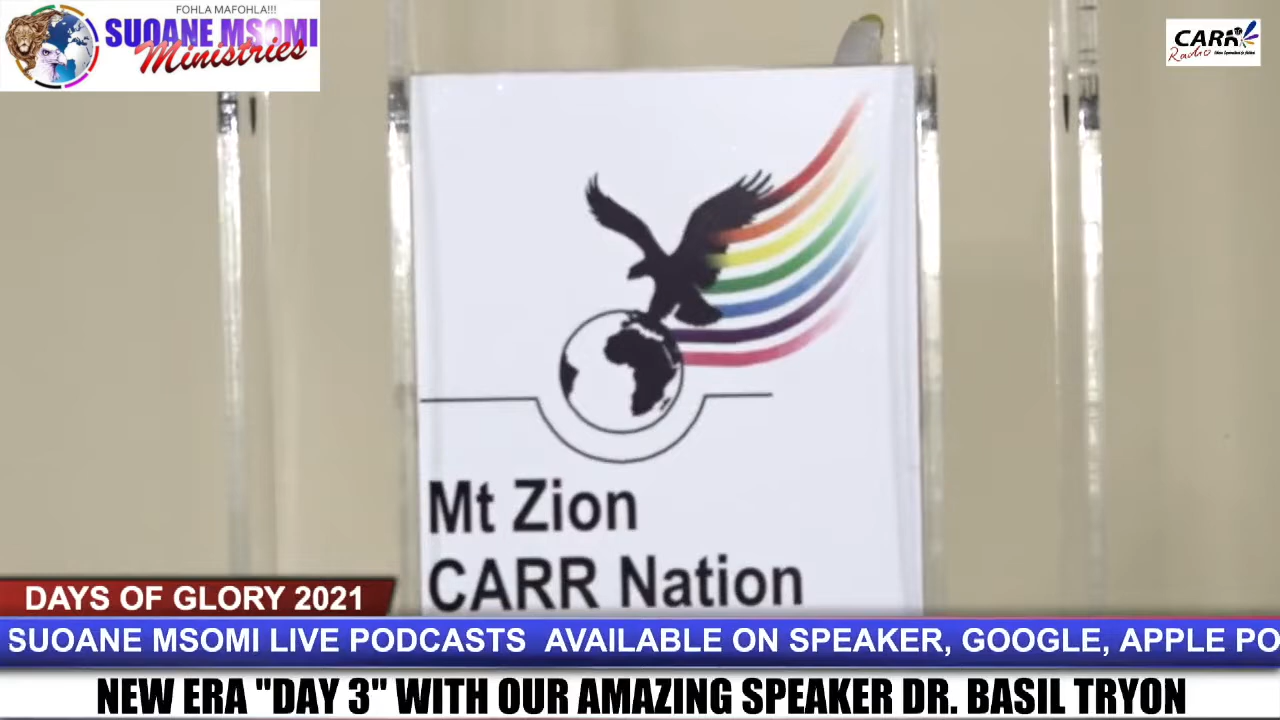 FOHLA MAFOHLA!!!
SUOANE MSOMI
Ministries
CARR
Radio
Mt Zion
CARR Nation
DAYS OF GLORY 2021
SUOANE MSOMI LIVE PODCASTS AVAILABLE ON SPEAKER, GOOGLE, APPLE PO
NEW ERA "DAY 3" WITH OUR AMAZING SPEAKER DR. BASIL TRYON